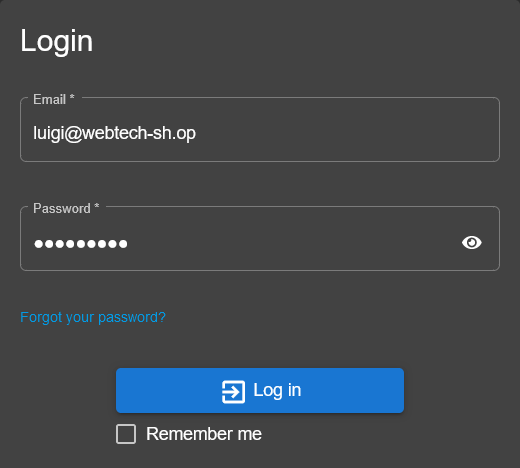 Login
Email *
luigi@webtech-sh.op
Password *
●●●●●●●●●
Forgot your password?
Log in
Remember me